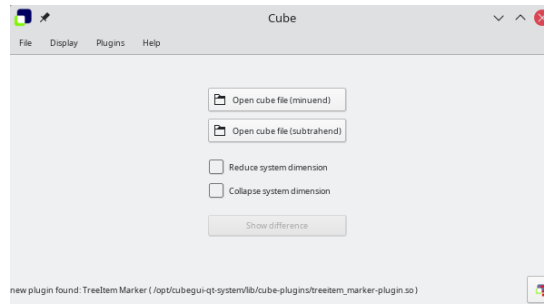 Cube
File Display Plugins Help
Open cube file (minuend)
Open cube file (subtrahend)
Reduce system dimension
Collapse system dimension
Show difference
new plugin found: TreeItem Marker ( /opt/cubegui-qt-system/lib/cube-plugins/treeitem_marker-plugin.so )